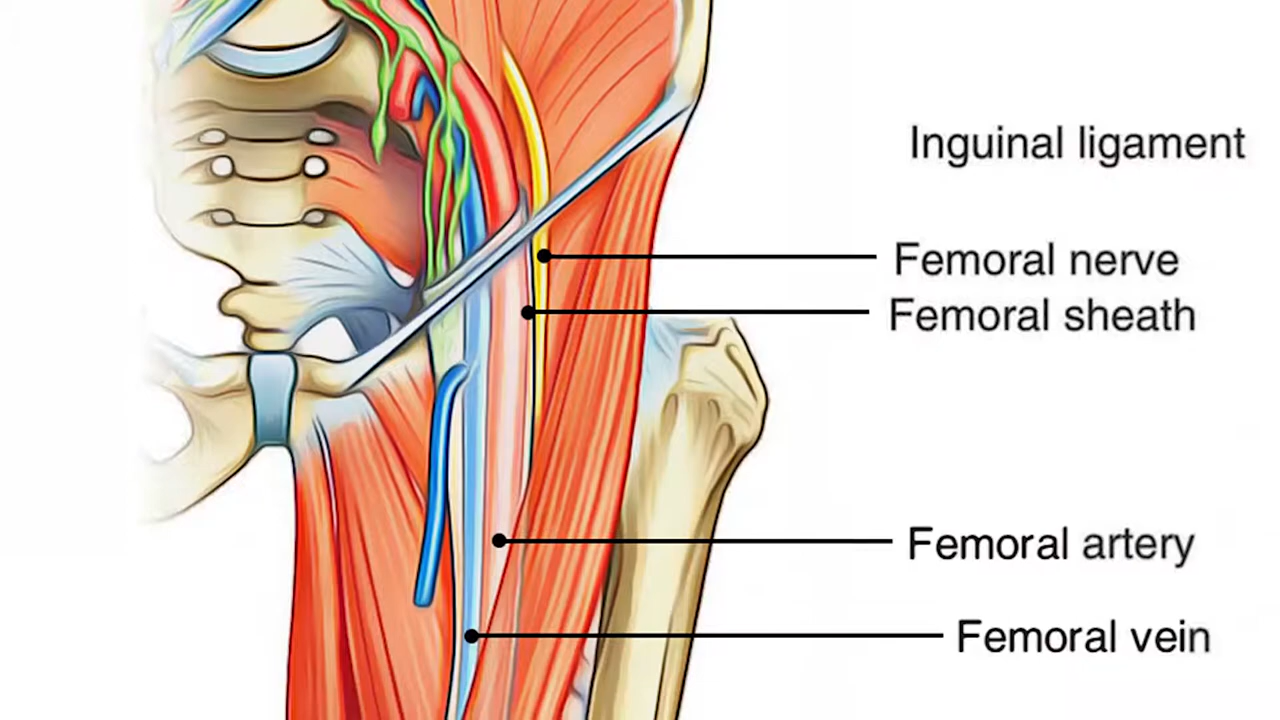 Inguinal ligament
Femoral nerve
Femoral sheath
Femoral artery
Femoral vein